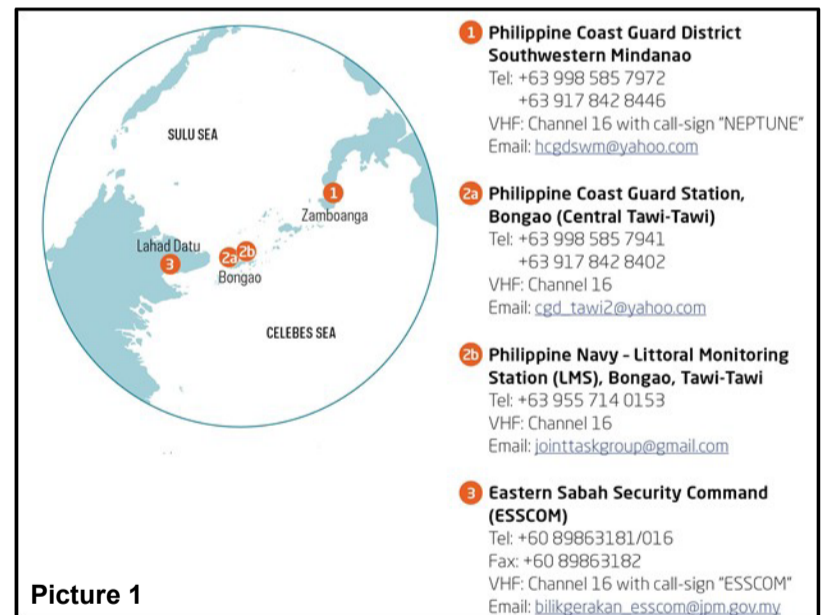 SULU SEA
1
Zamboanga
Lahad Datu
3
2a
2b
Bongao
CELEBES SEA
1 Philippine Coast Guard District
Southwestern Mindanao
Tel: +63 998 585 7972
+63 917 842 8446
VHF: Channel 16 with call-sign "NEPTUNE"
Email: hcgdswm@yahoo.com
2a Philippine Coast Guard Station,
Bongao (Central Tawi-Tawi)
Tel: +63 998 585 7941
+63 917 842 8402
VHF: Channel 16
Email: cgd_tawi2@yahoo.com
2b Philippine Navy - Littoral Monitoring
Station (LMS), Bongao, Tawi-Tawi
Tel: +63 955 714 0153
VHF: Channel 16
Email: jointtaskgroup@gmail.com
3 Eastern Sabah Security Command
(ESSCOM)
Tel: +60 89863181/016
Fax: +60 89863182
VHF: Channel 16 with call-sign "ESSCOM"
Email: bilikgerakan_esscom@jpm.gov.my
Picture 1